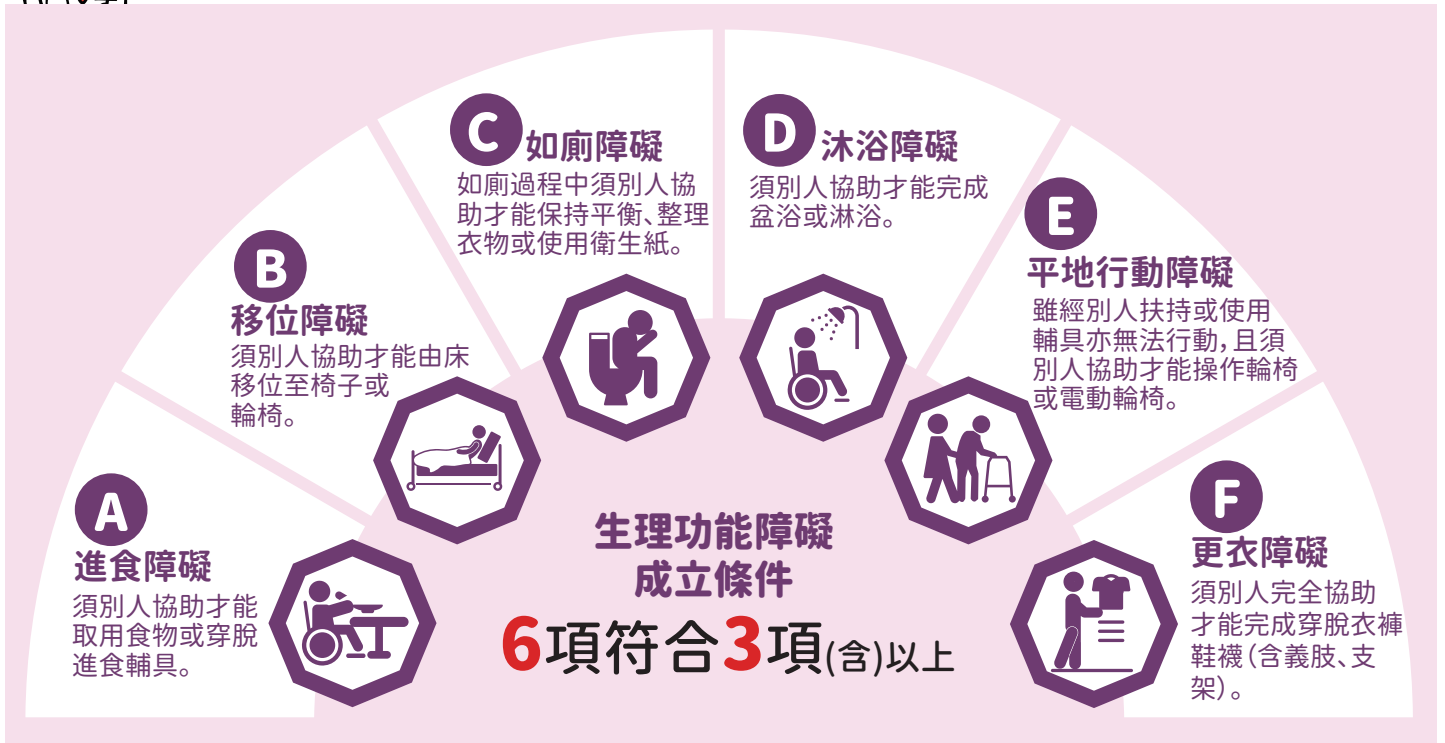 A
進食障礙
須別人協助才能
取用食物或穿脫
進食輔具。
B
移位障礙
須別人協助才能由床
移位至椅子或
輪椅。
C
如廁障礙
如廁過程中須別人協
助才能保持平衡、整理
衣物或使用衛生紙。
D
沐浴障礙
須別人協助才能完成
盆浴或淋浴。
E
平地行動障礙
雖經別人扶持或使用
輔具亦無法行動，且須
別人協助才能操作輪椅
或電動輪椅。
F
更衣障礙
須別人完全協助
才能完成穿脫衣褲
鞋襪（含義肢、支
架）。
生理功能障礙
成立條件
6項符合3項(含)以上